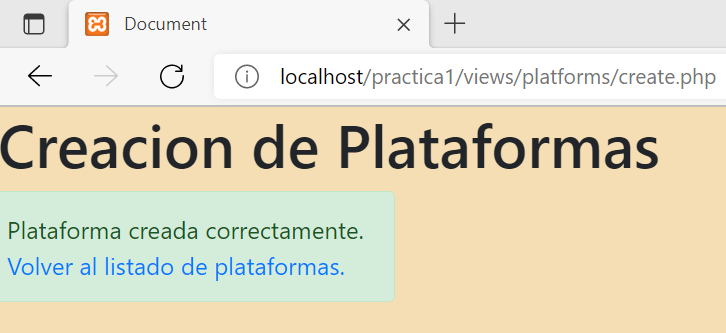 Document
localhost/practica1/views/platforms/create.php
Creacion de Plataformas
Plataforma creada correctamente.
Volver al listado de plataformas.